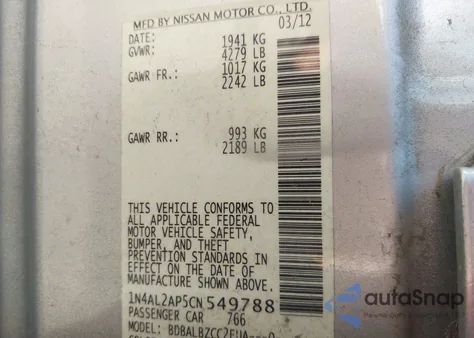 MFD BY NISSAN MOTOR CO., LTD.
DATE: 03/12
GVWR: 1941 KG
4279 LB
GAWR FR.: 1017 KG
2242 LB
GAWR RR.: 993 KG
2189 LB
THIS VEHICLE CONFORMS TO
ALL APPLICABLE FEDERAL
MOTOR VEHICLE SAFETY,
BUMPER, AND THEFT
PREVENTION STANDARDS IN
EFFECT ON THE DATE OF
MANUFACTURE SHOWN ABOVE.
1N4AL2AP5CN549788
PASSENGER CAR 766
MODEL:
autoSnap